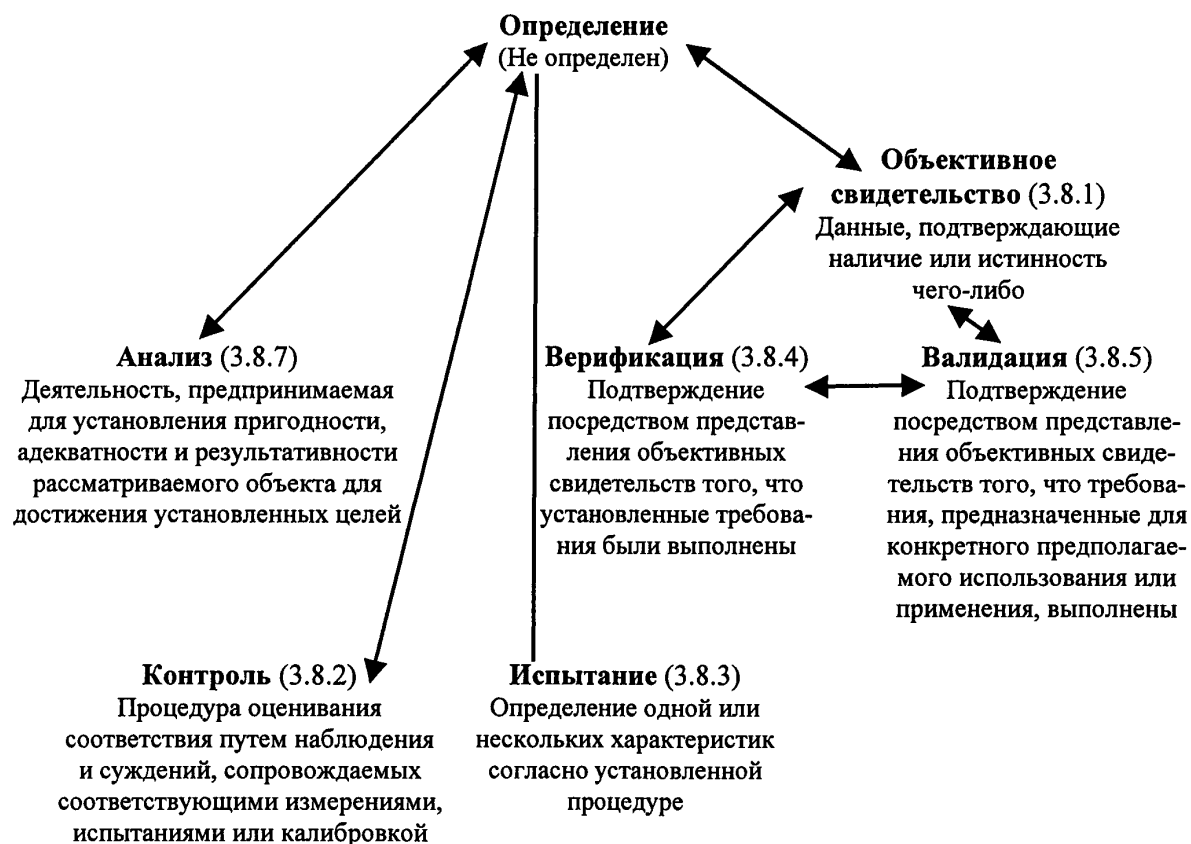 Определение
(Не определен)
Объективное
свидетельство (3.8.1)
Данные, подтверждающие
наличие или истинность
чего-либо
Анализ (3.8.7)
Деятельность, предпринимаемая
для установления пригодности,
адекватности и результативности
рассматриваемого объекта для
достижения установленных целей
Верификация (3.8.4)
Подтверждение
посредством представ-
ления объективных
свидетельств того, что
установленные требова-
ния были выполнены
Валидация (3.8.5)
Подтверждение
посредством представле-
ния объективных свиде-
тельств того, что требова-
ния, предназначенные для
конкретного предполагае-
мого использования или
применения, выполнены
Контроль (3.8.2)
Процедура оценивания
соответствия путем наблюдения
и суждений, сопровождаемых
соответствующими измерениями,
испытаниями или калибровкой
Испытание (3.8.3)
Определение одной или
нескольких характеристик
согласно установленной
процедуре